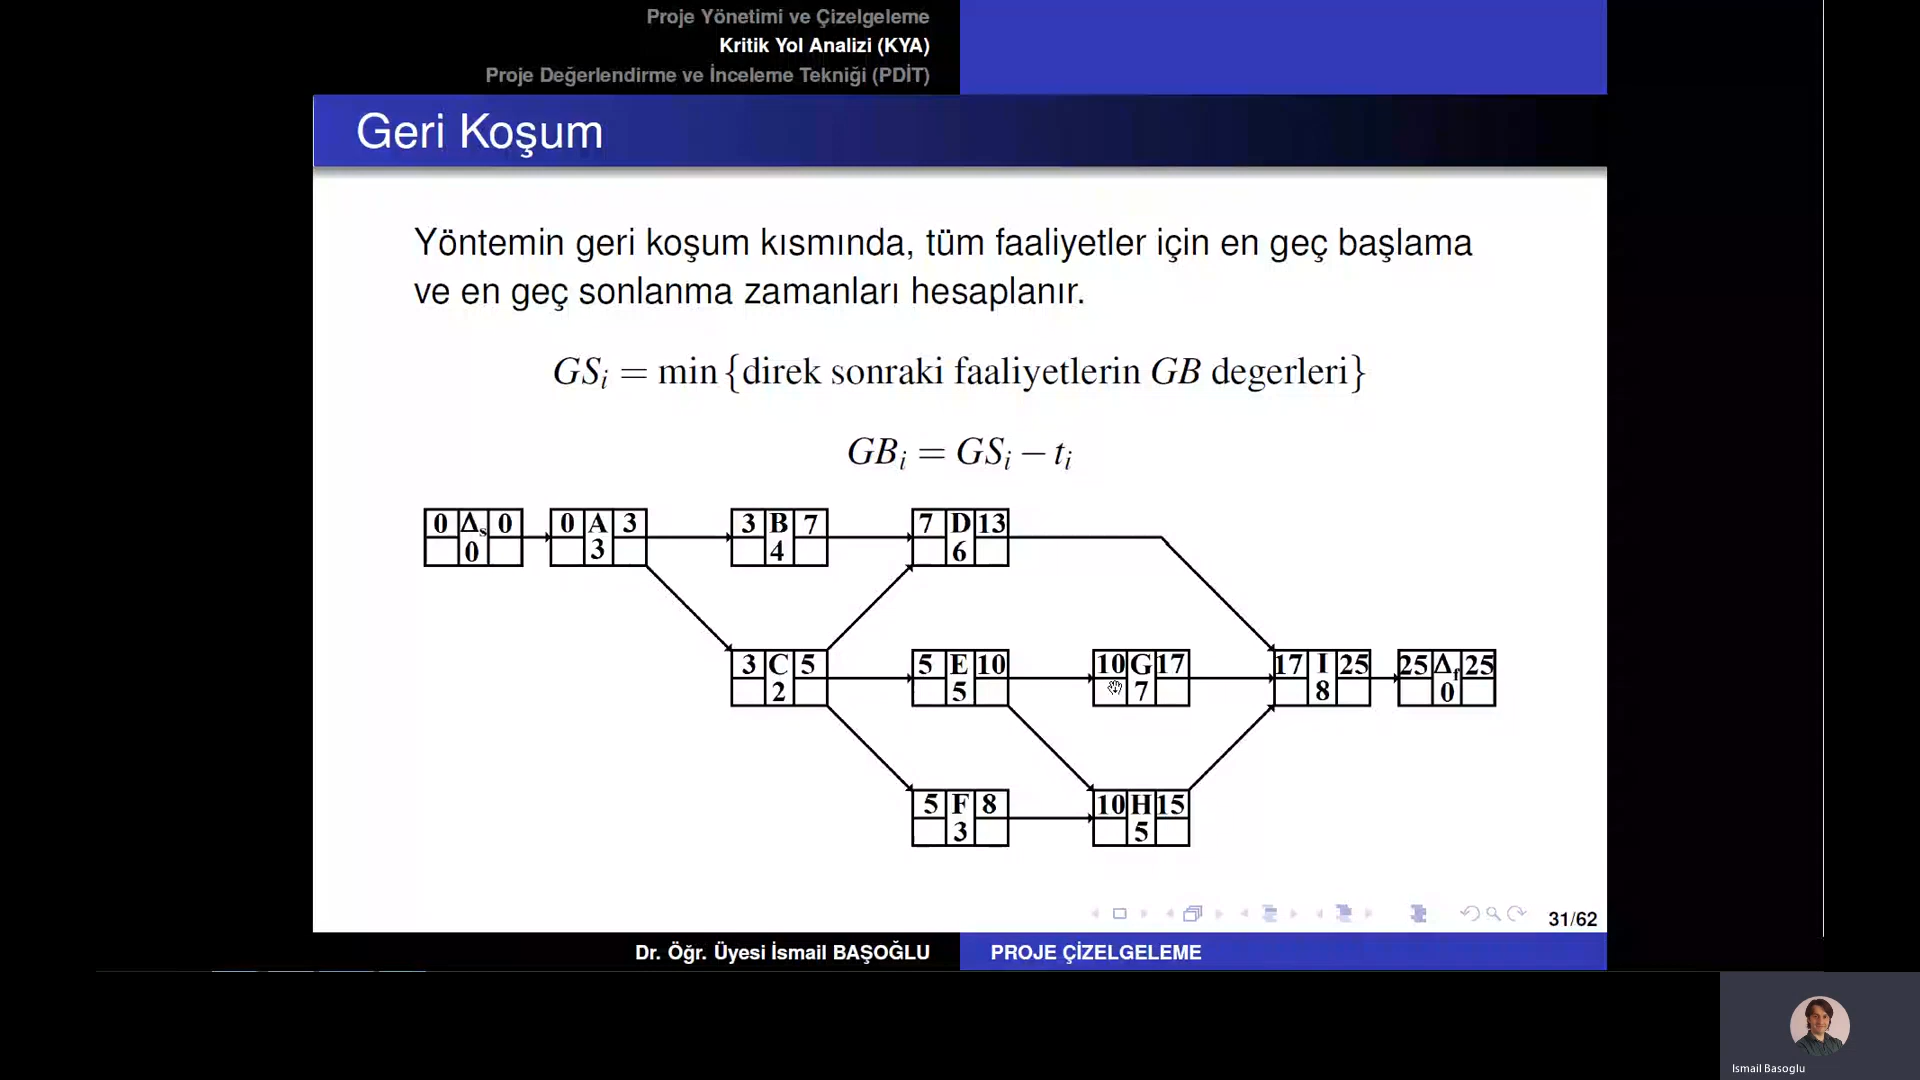 Proje Yönetimi ve Çizelgeleme
Kritik Yol Analizi (KYA)
Proje Değerlendirme ve İnceleme Tekniği (PDİT)
Geri Koşum
Yöntemin geri koşum kısmında, tüm faaliyetler için en geç başlama
ve en geç sonlanma zamanları hesaplanır.
GSᵢ = min {direk sonraki faaliyetlerin GB degerleri}
GBᵢ = GSᵢ − tᵢ
0 Δs 0
0
0 A 3
3
3 B 7
4
7 D 13
6
3 C 5
2
5 E 10
5
10 G 17
7
17 I 25
8
25 Δf 25
0
5 F 8
3
10 H 15
5
31/62
Dr. Öğr. Üyesi İsmail BAŞOĞLU
PROJE ÇİZELGELEME
Ismail Basoglu